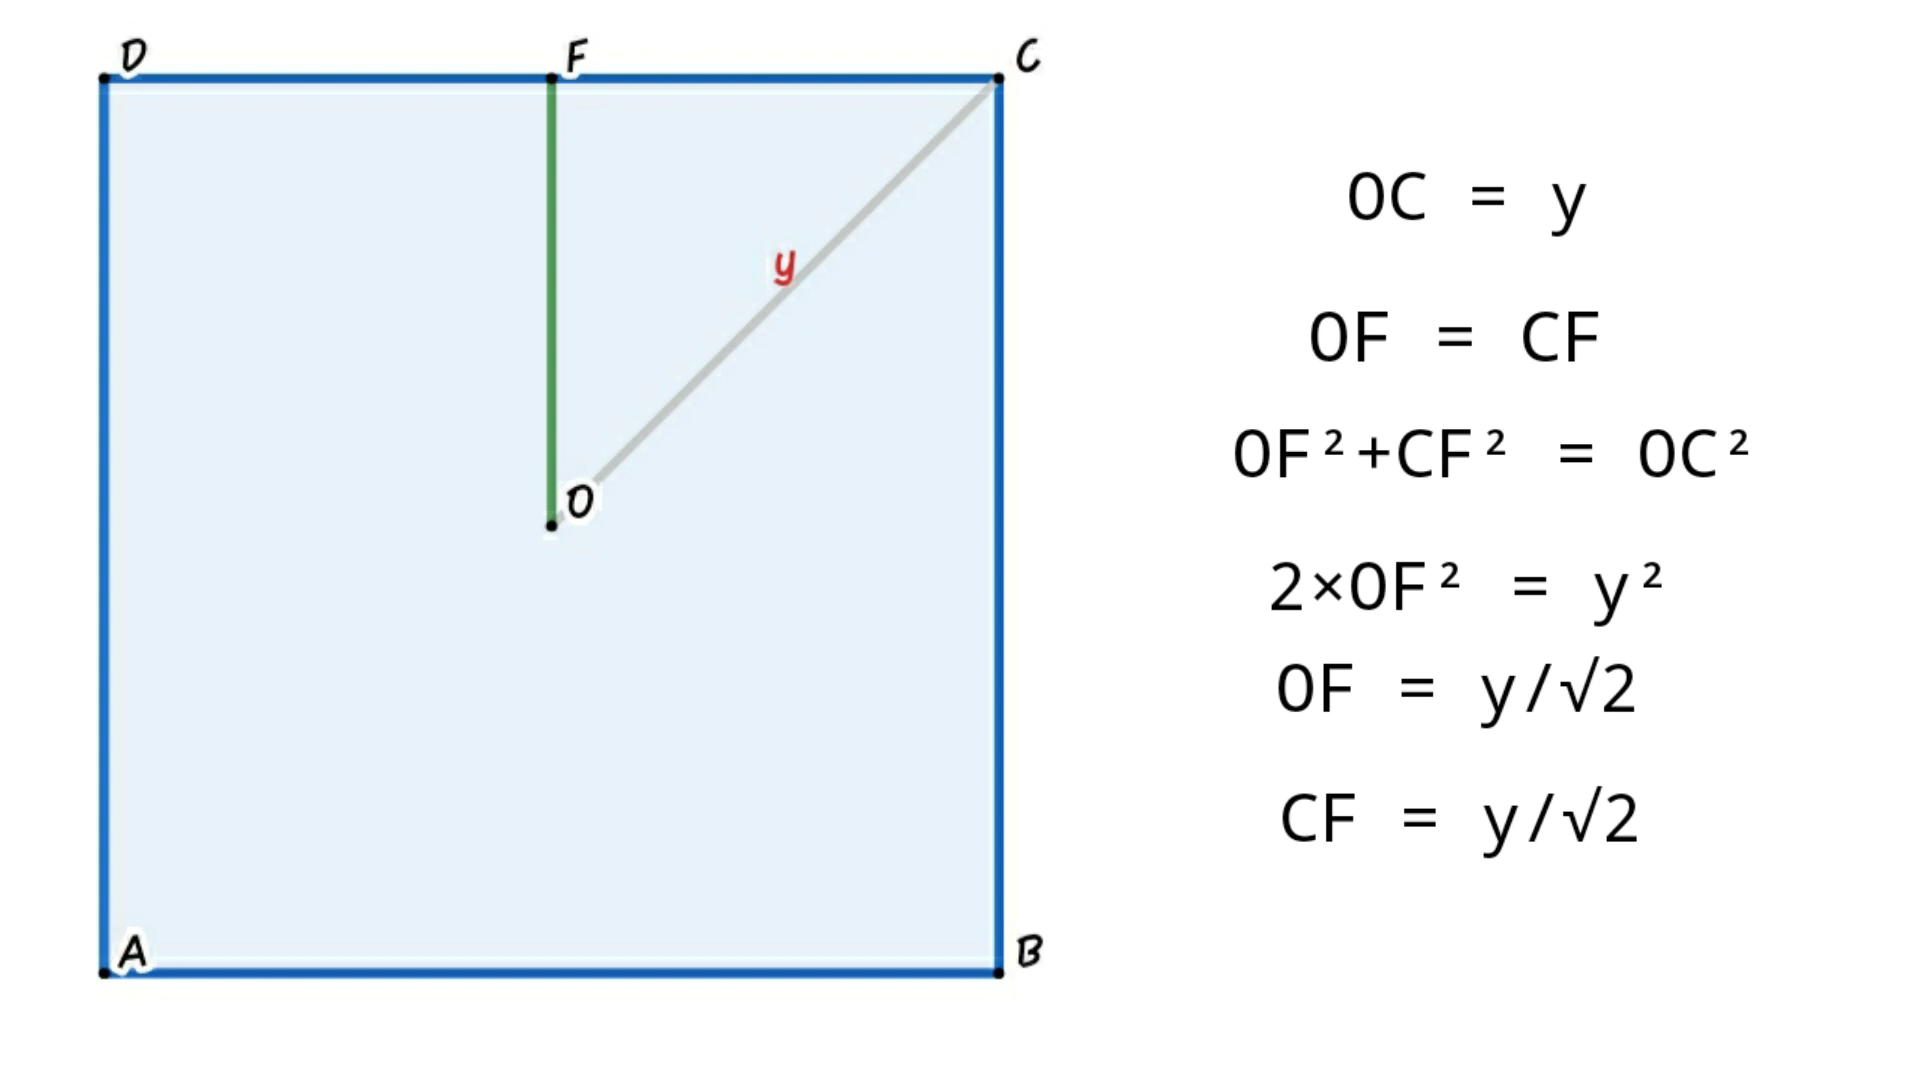 D
F
C
y
O
A
B
OC = y
OF = CF
OF²+CF² = OC²
2×OF² = y²
OF = y/√2
CF = y/√2